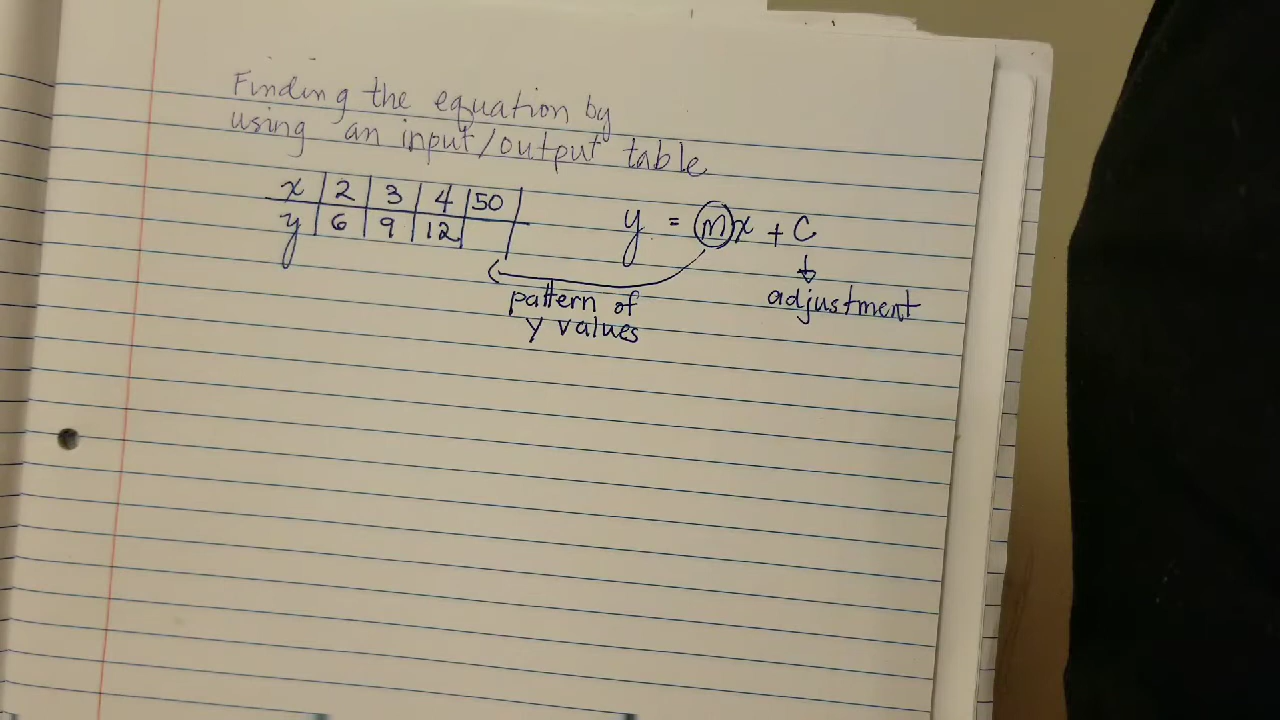 Finding the equation by
using an input/output table
x 2 3 4 50
y 6 9 12
y = mx + c
pattern of
y values
adjustment